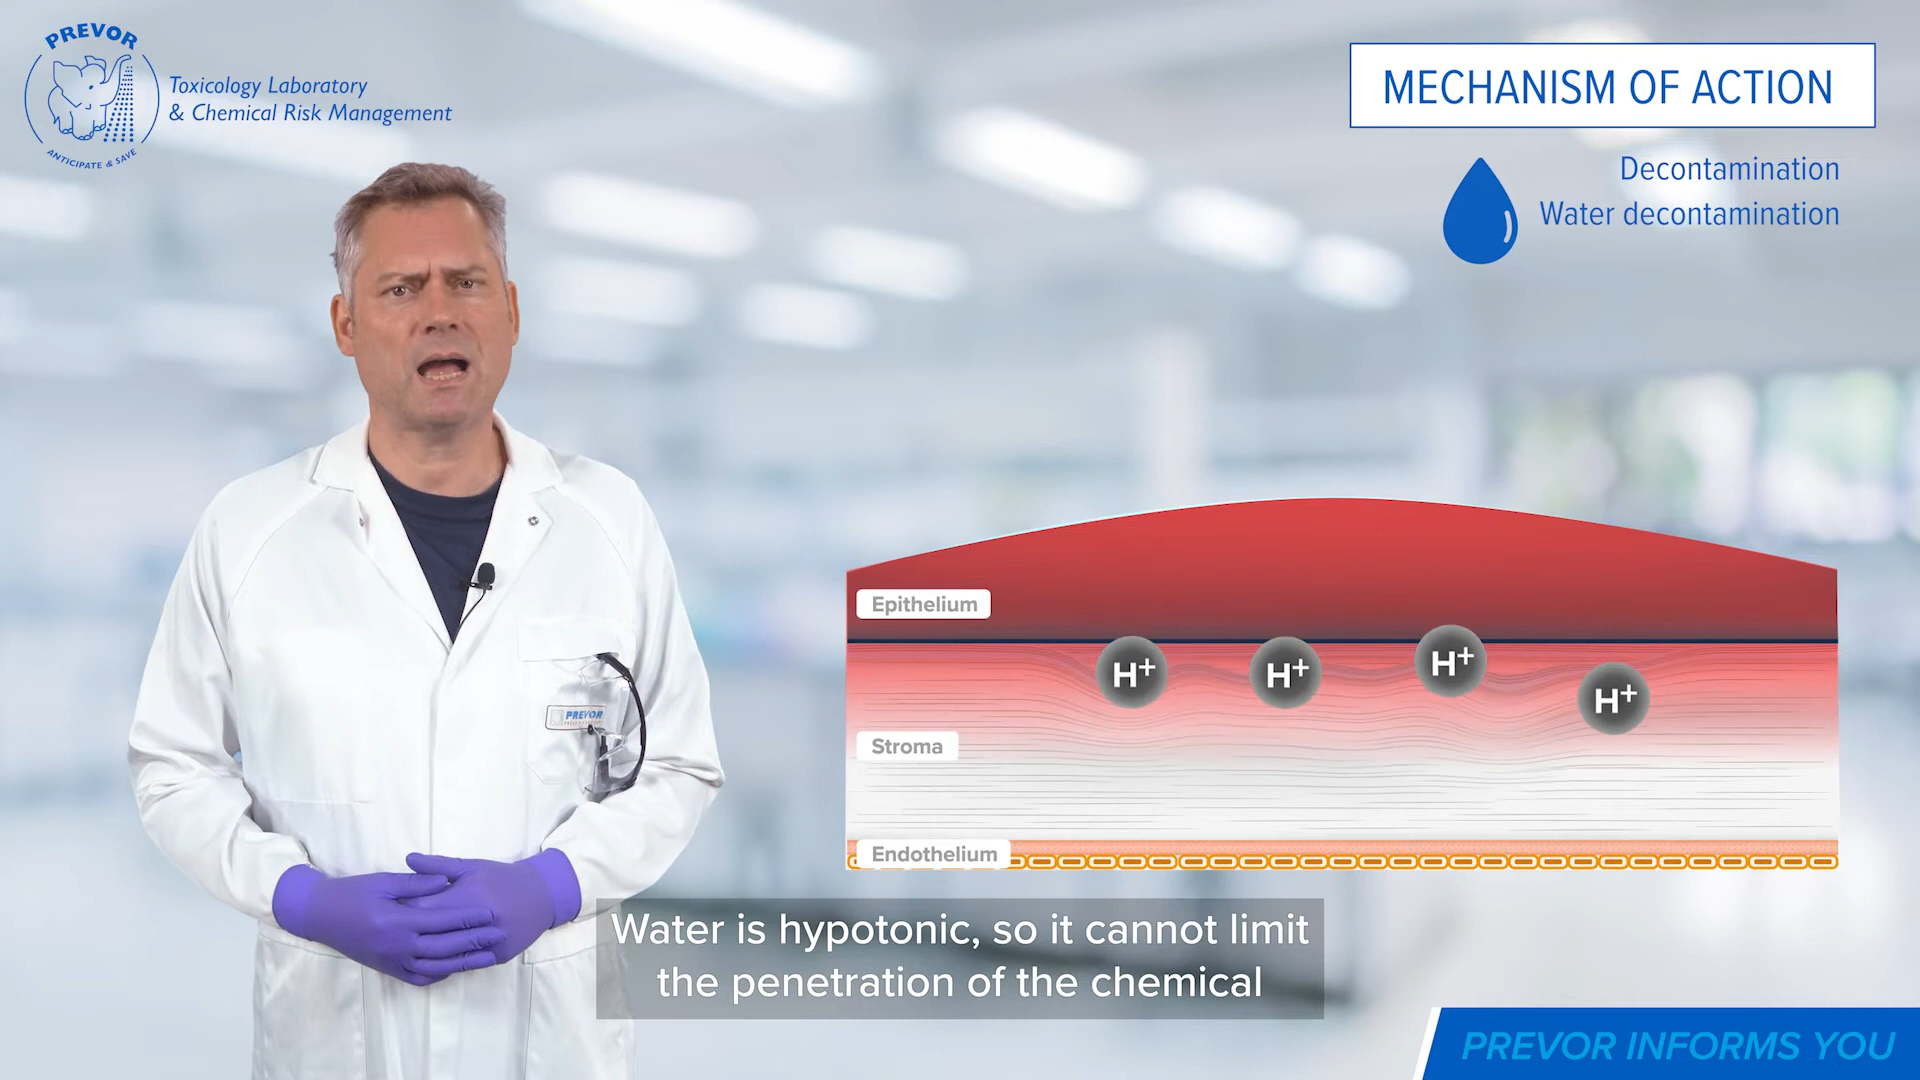 PREVOR
Toxicology Laboratory
& Chemical Risk Management
ANTICIPATE & SAVE
MECHANISM OF ACTION
Decontamination
Water decontamination
Epithelium
H+
H+
H+
H+
PREVOR
Stroma
Endothelium
Water is hypotonic, so it cannot limit
the penetration of the chemical
PREVOR INFORMS YOU